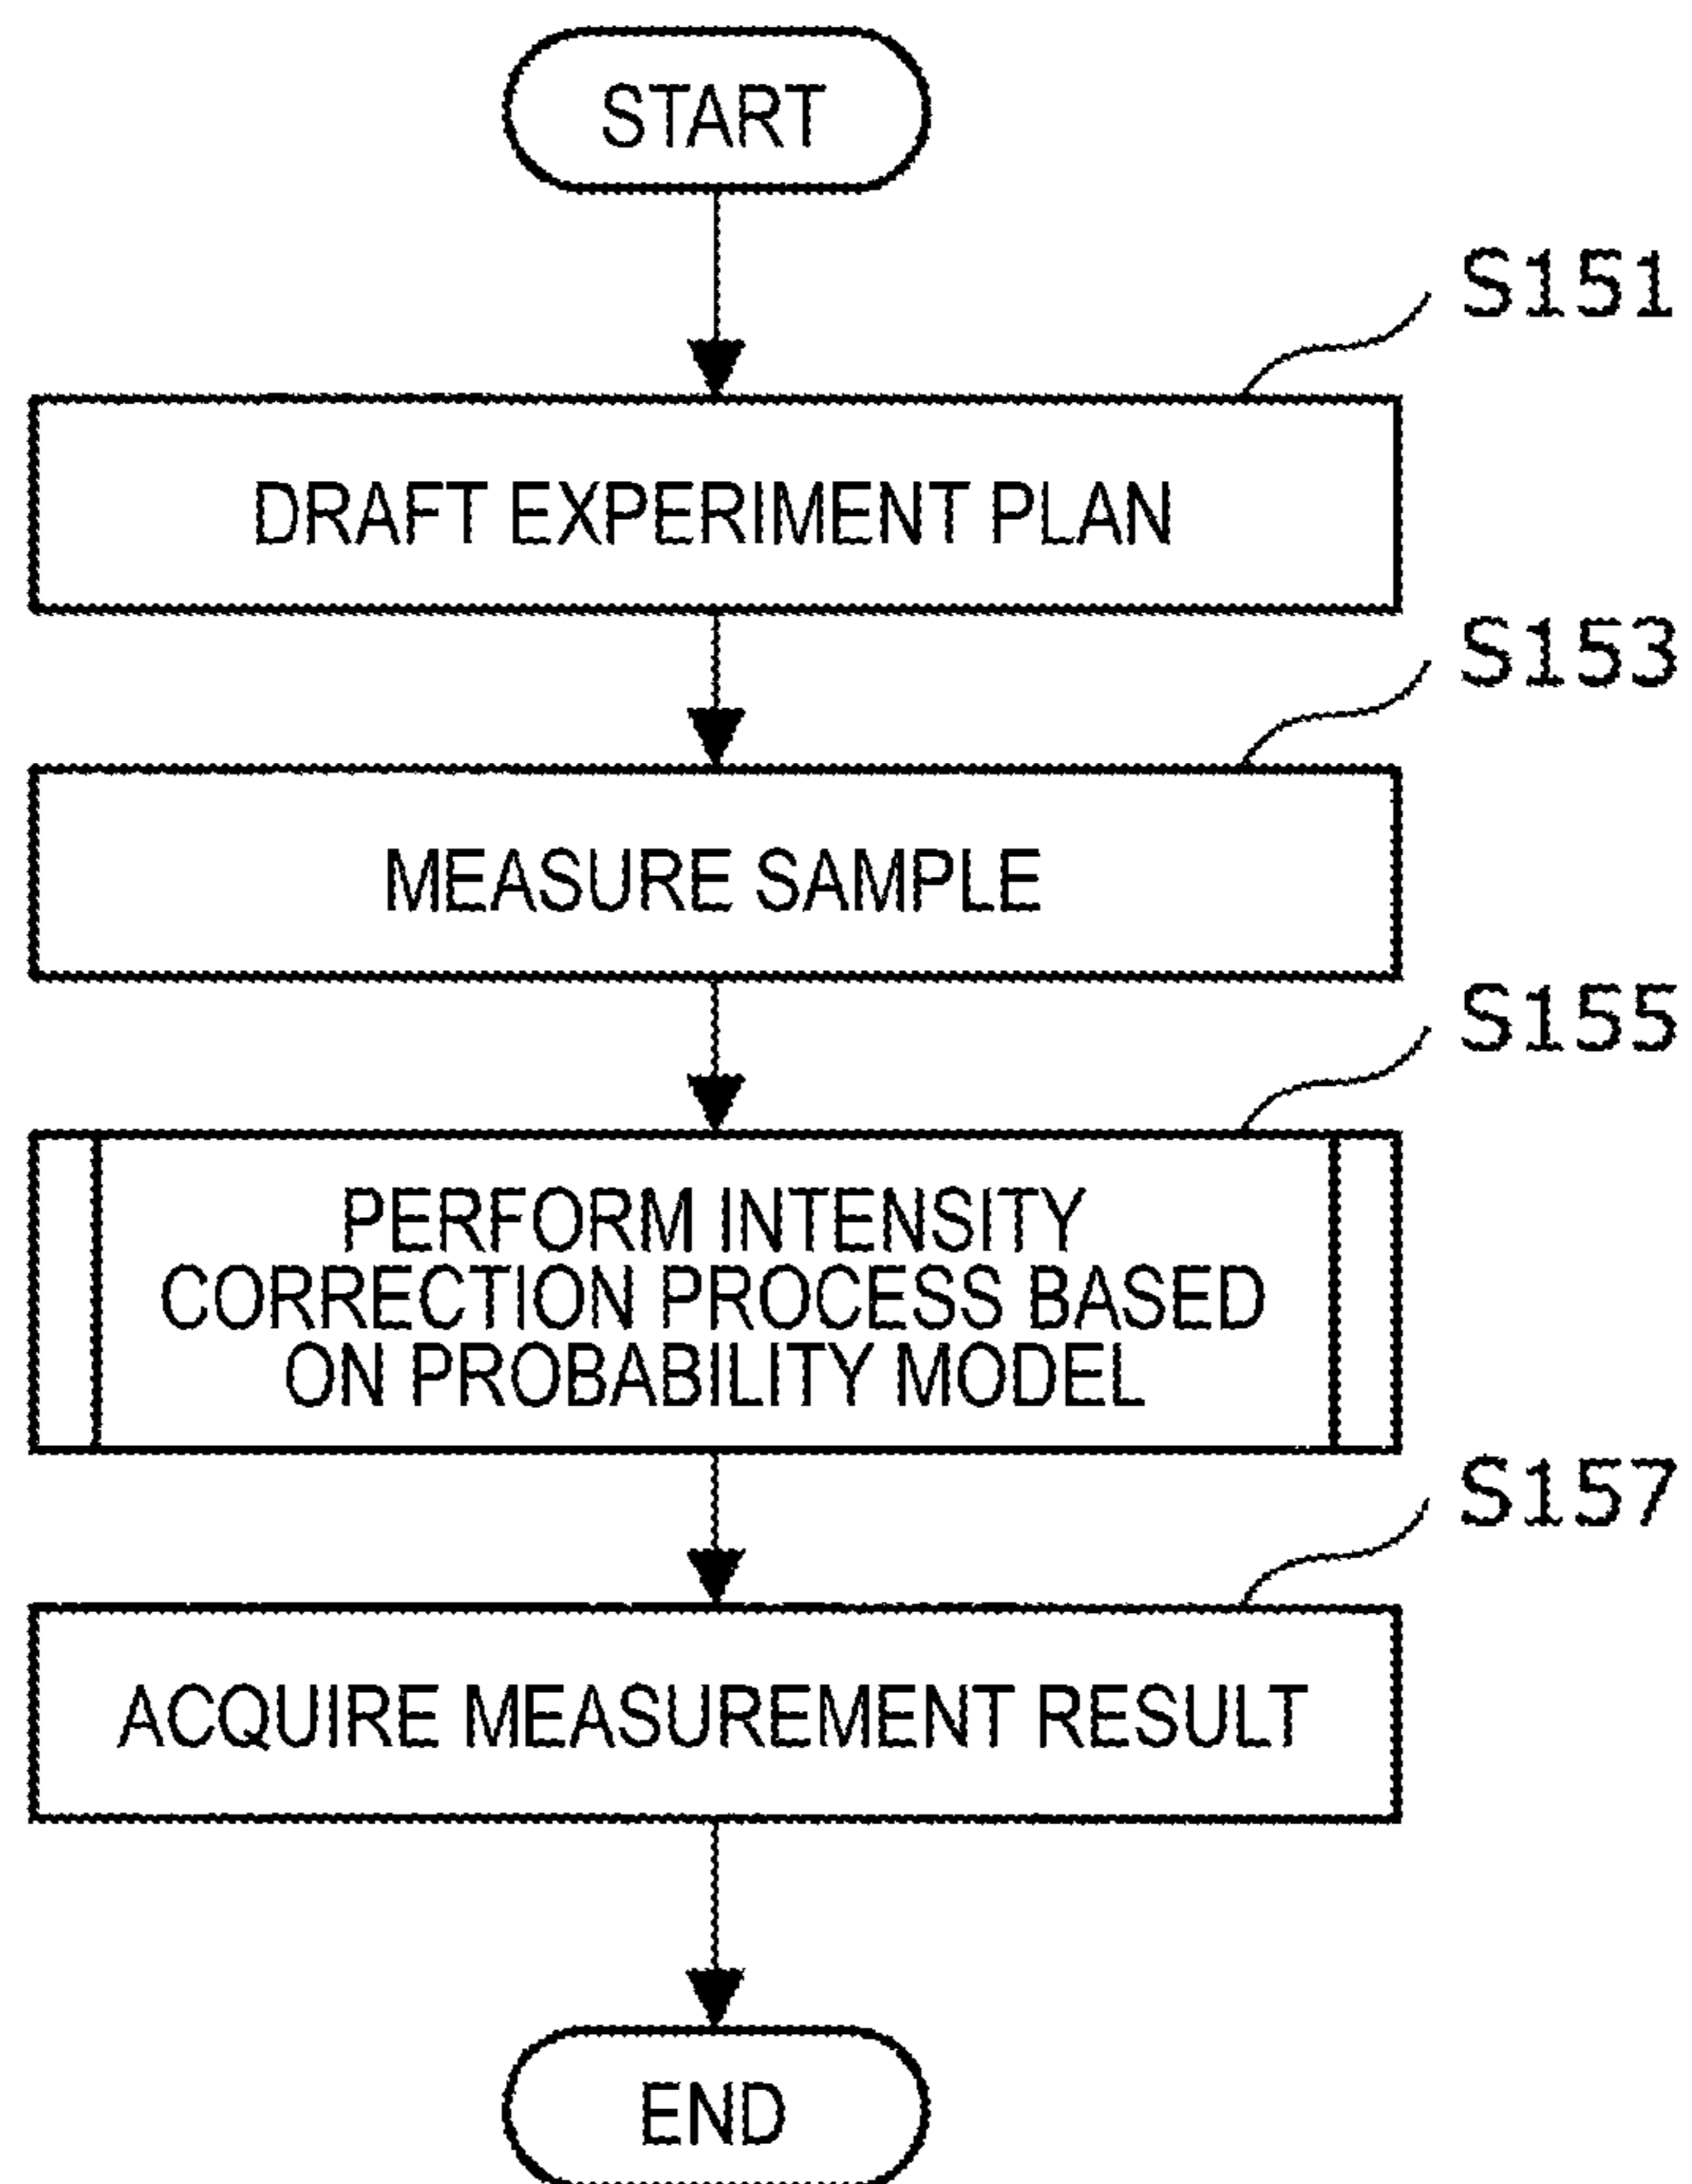 START
S151
DRAFT EXPERIMENT PLAN
S153
MEASURE SAMPLE
S155
PERFORM INTENSITY
CORRECTION PROCESS BASED
ON PROBABILITY MODEL
S157
ACQUIRE MEASUREMENT RESULT
END